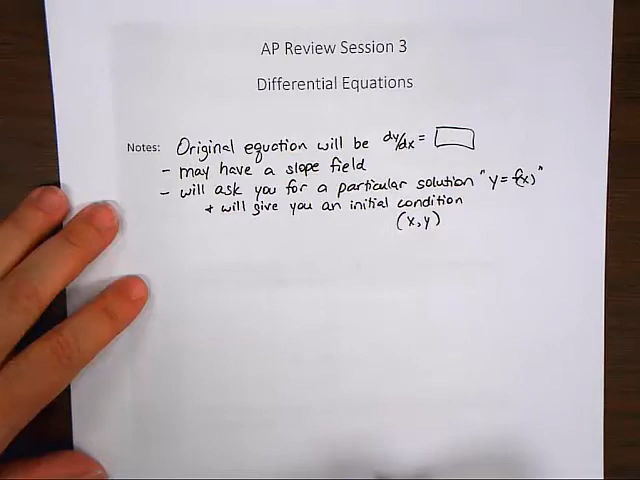 AP Review Session 3
Differential Equations
Notes: Original equation will be dy/dx =
- may have a slope field
- will ask you for a particular solution "y = f(x)"
+ will give you an initial condition
(x, y)